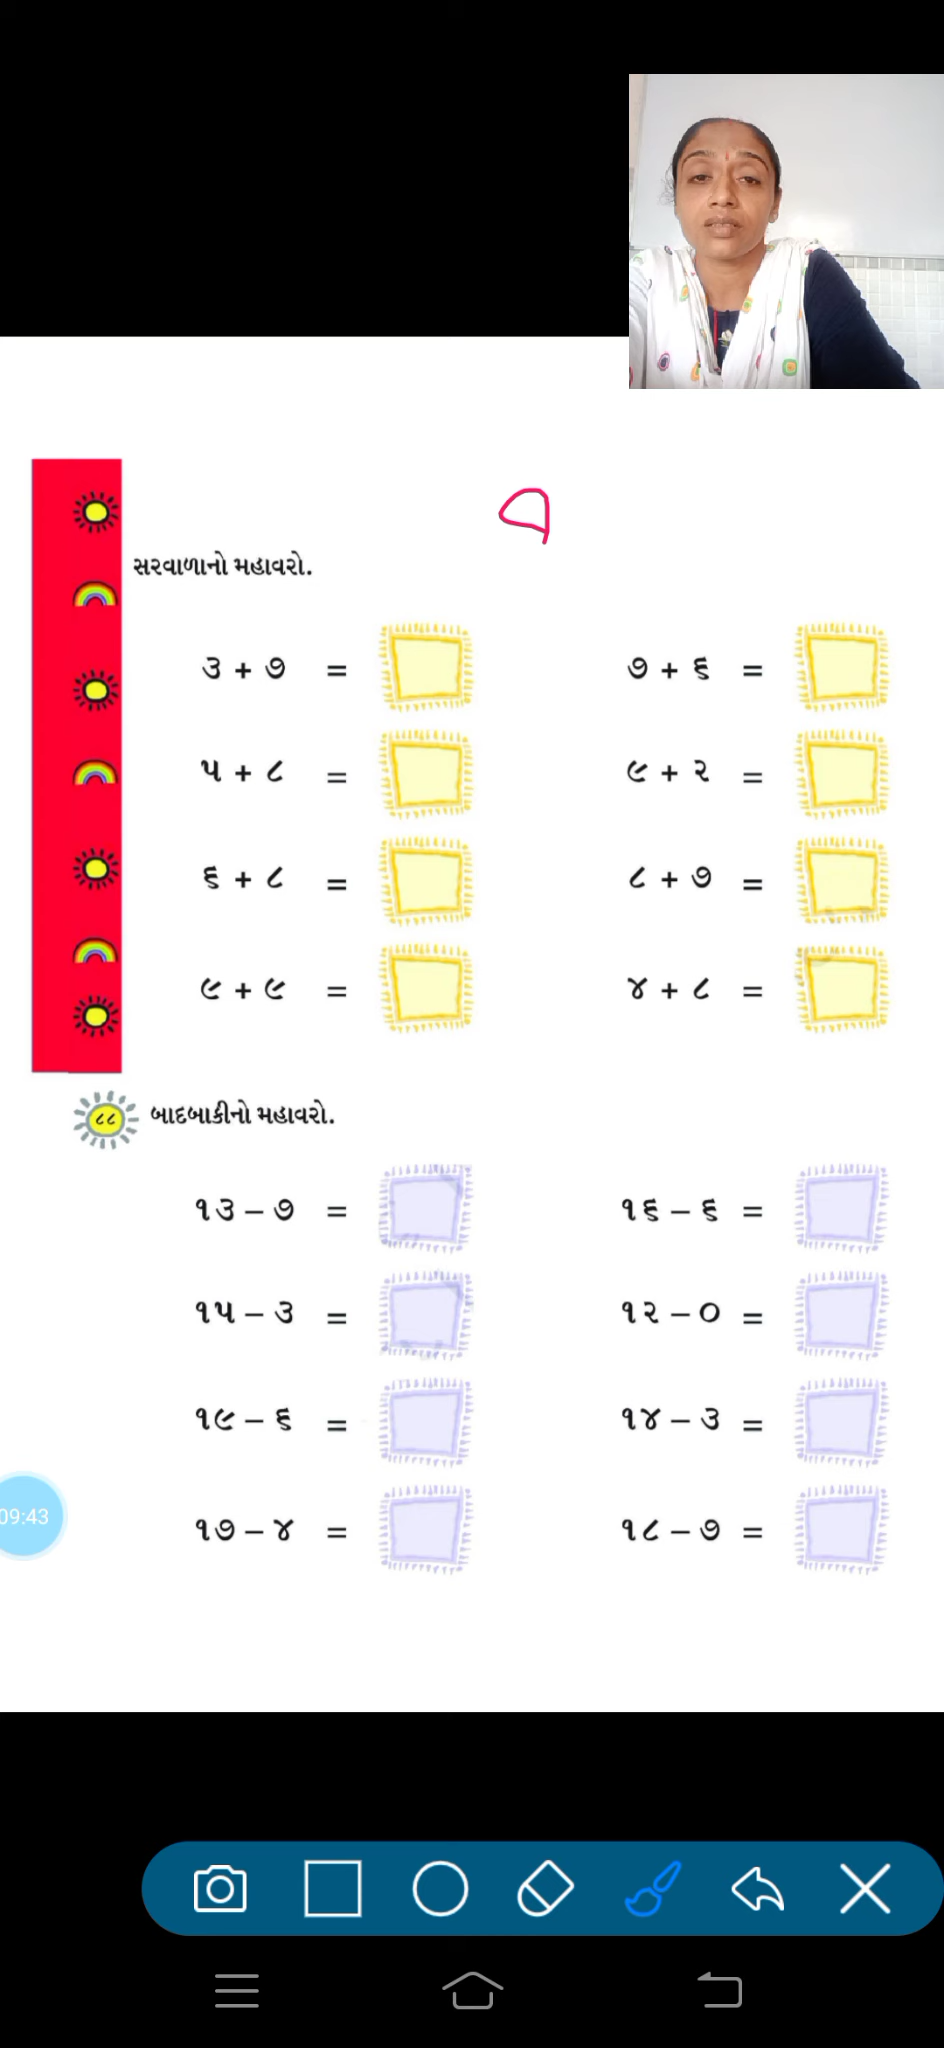 ૧
સરવાળાનો મહાવરો.
૩ + ૭ =
૭ + ૬ =
૫ + ૮ =
૯ + ૨ =
૬ + ૮ =
૮ + ૭ =
૯ + ૯ =
૪ + ૮ =
૮૮ બાદબાકીનો મહાવરો.
૧૩ – ૭ =
૧૬ – ૬ =
૧૫ – ૩ =
૧૨ – ૦ =
૧૯ – ૬ =
૧૪ – ૩ =
09:43
૧૭ – ૪ =
૧૮ – ૭ =